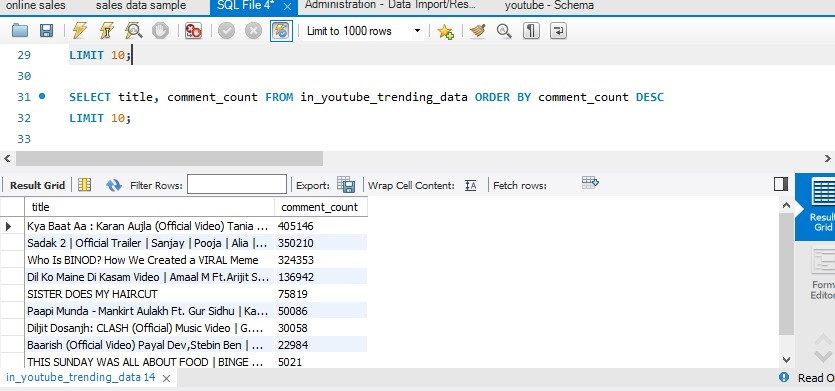 online sales sales data sample SQL File 4* Administration - Data Import/Res... youtube - Schema
Limit to 1000 rows
29 LIMIT 10;
30
31 SELECT title, comment_count FROM in_youtube_trending_data ORDER BY comment_count DESC
32 LIMIT 10;
33
Result Grid Filter Rows: Export: Wrap Cell Content: IA Fetch rows:
title comment_count
Kya Baat Aa : Karan Aujla (Official Video) Tania ... 405146
Sadak 2 | Official Trailer | Sanjay | Pooja | Alia |... 350210
Who Is BINOD? How We Created a VIRAL Meme 324353
Dil Ko Maine Di Kasam Video | Amaal M Ft.Arijit S... 136942
SISTER DOES MY HAIRCUT 75819
Paapi Munda - Mankirt Aulakh Ft. Gur Sidhu | Ka... 50086
Diljit Dosanjh: CLASH (Official) Music Video | G.... 30058
Baarish (Official Video) Payal Dev,Stebin Ben | ... 22984
THIS SUNDAY WAS ALL ABOUT FOOD | BINGE ... 5021
Result
Grid
Form
Editor
in_youtube_trending_data 14 Read O